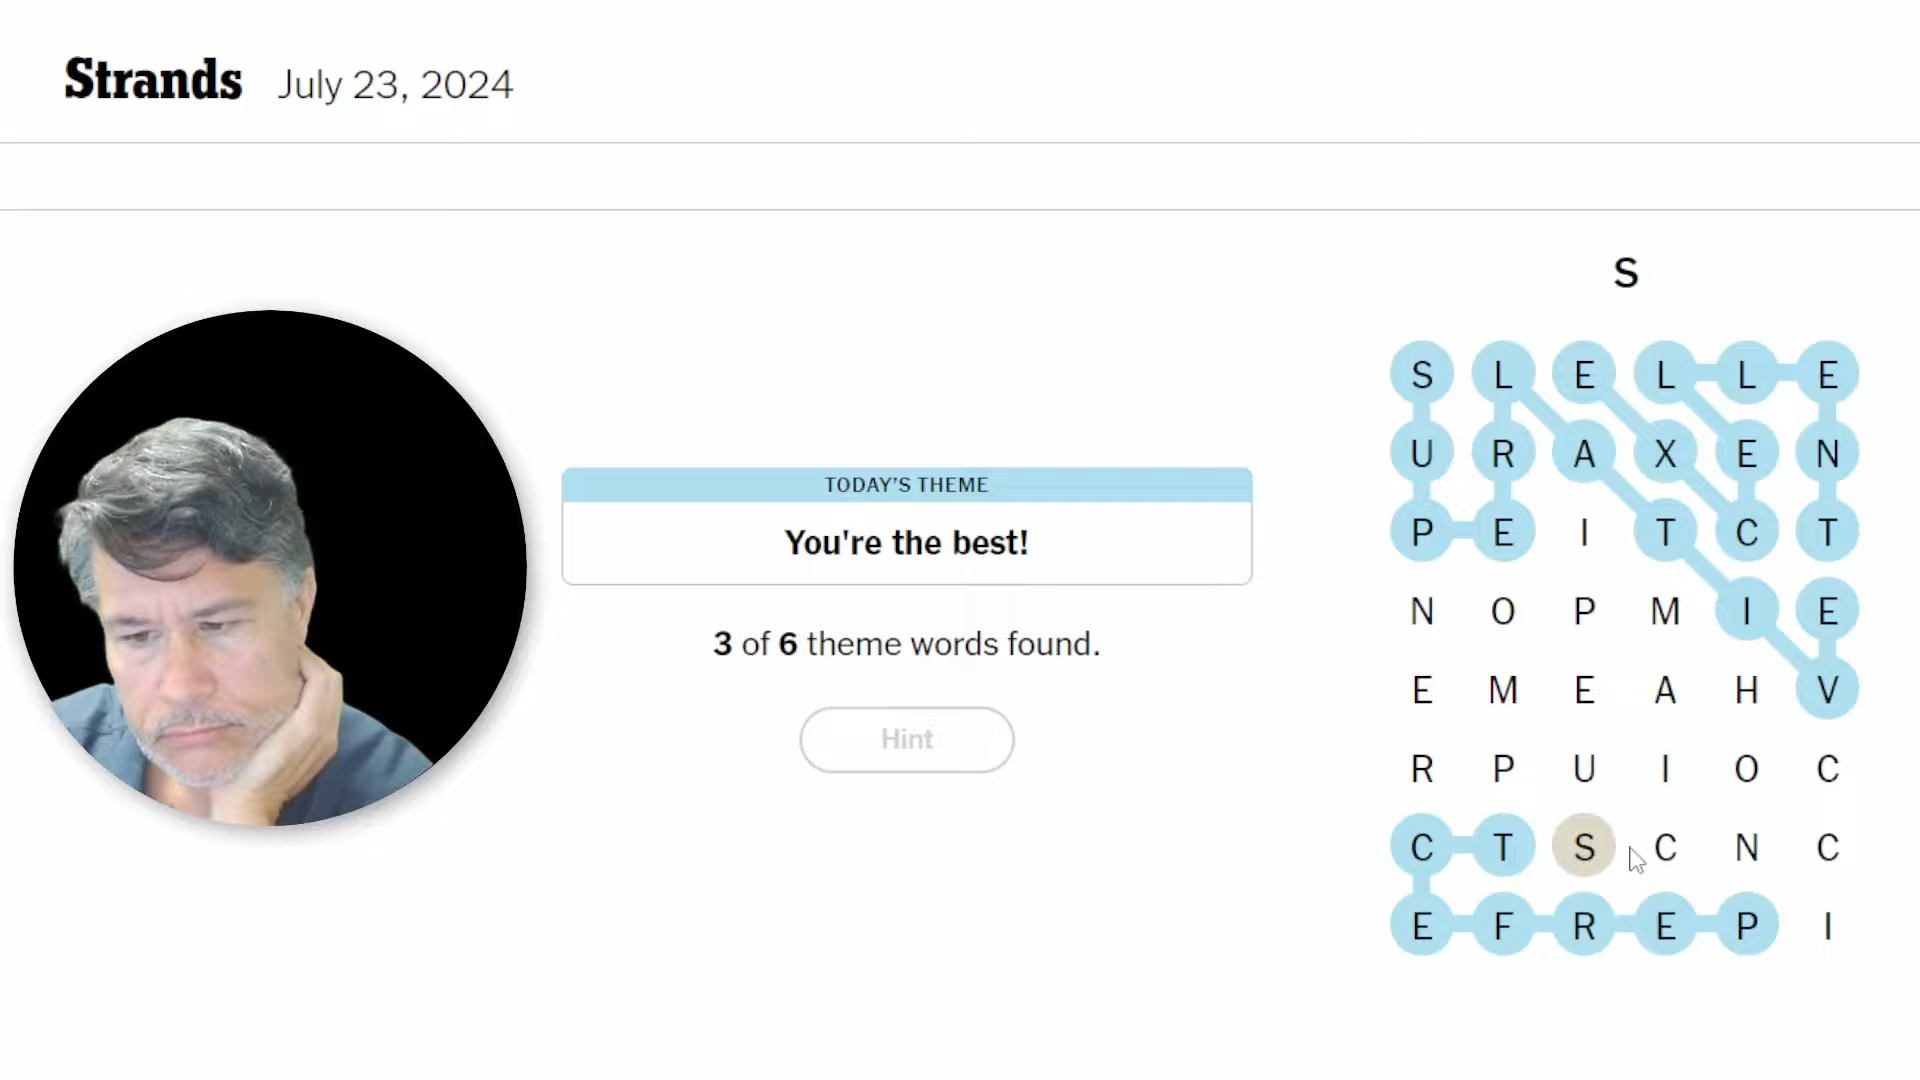 Strands July 23, 2024
S
TODAY'S THEME
You're the best!
3 of 6 theme words found.
Hint
S L E L L E
U R A X E N
P E I T C T
N O P M I E
E M E A H V
R P U I O C
C T S C N C
E F R E P I